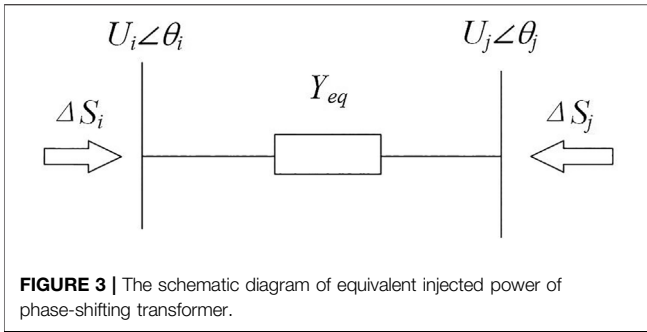 U_i∠θ_i U_j∠θ_j
Y_eq
ΔS_i ΔS_j
FIGURE 3 | The schematic diagram of equivalent injected power of
phase-shifting transformer.